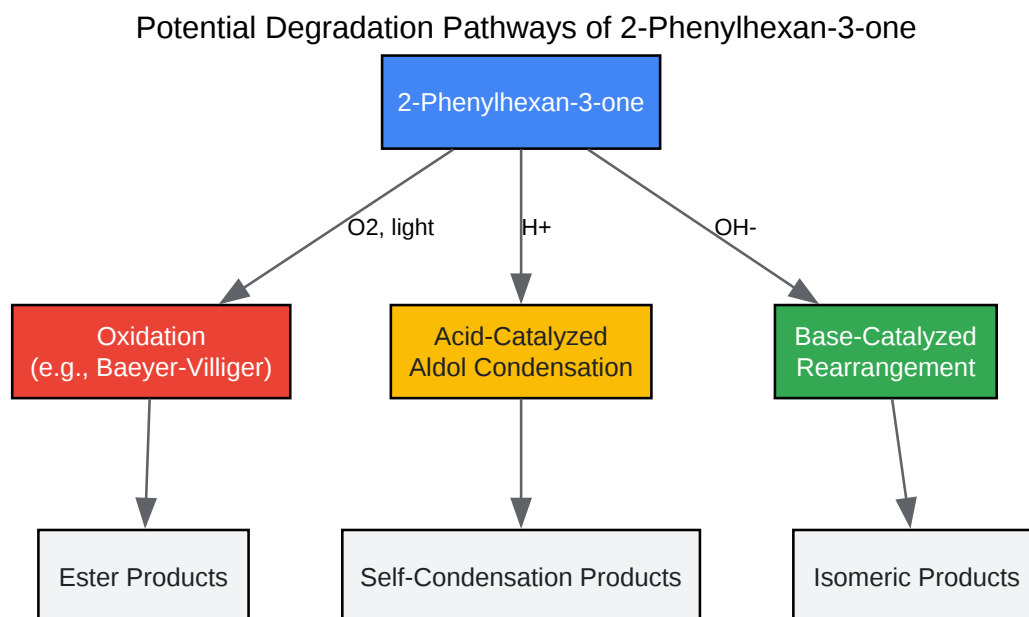 Potential Degradation Pathways of 2-Phenylhexan-3-one
2-Phenylhexan-3-one
O2, light
H+
OH-
Oxidation
(e.g., Baeyer-Villiger)
Acid-Catalyzed
Aldol Condensation
Base-Catalyzed
Rearrangement
Ester Products
Self-Condensation Products
Isomeric Products